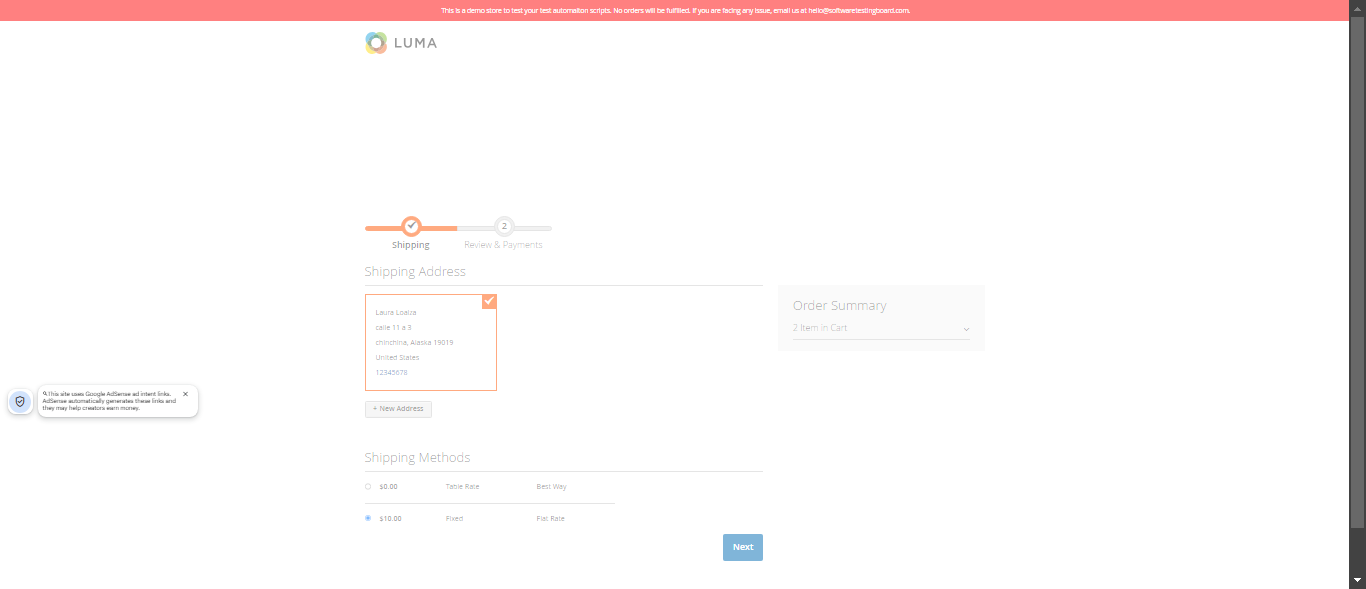 This is a demo store to test your test automaiton scripts. No orders will be fulfilled. If you are facing any issue, email us at hello@softwaretestingboard.com.
LUMA
2
Shipping
Review & Payments
Shipping Address
Order Summary
Laura Loaiza
2 Item in Cart
calle 11 a 3
chinchina, Alaska 19019
United States
12345678
This site uses Google AdSense ad intent links.
AdSense automatically generates these links and
they may help creators earn money.
+ New Address
Shipping Methods
$0.00 Table Rate Best Way
$10.00 Fixed Flat Rate
Next